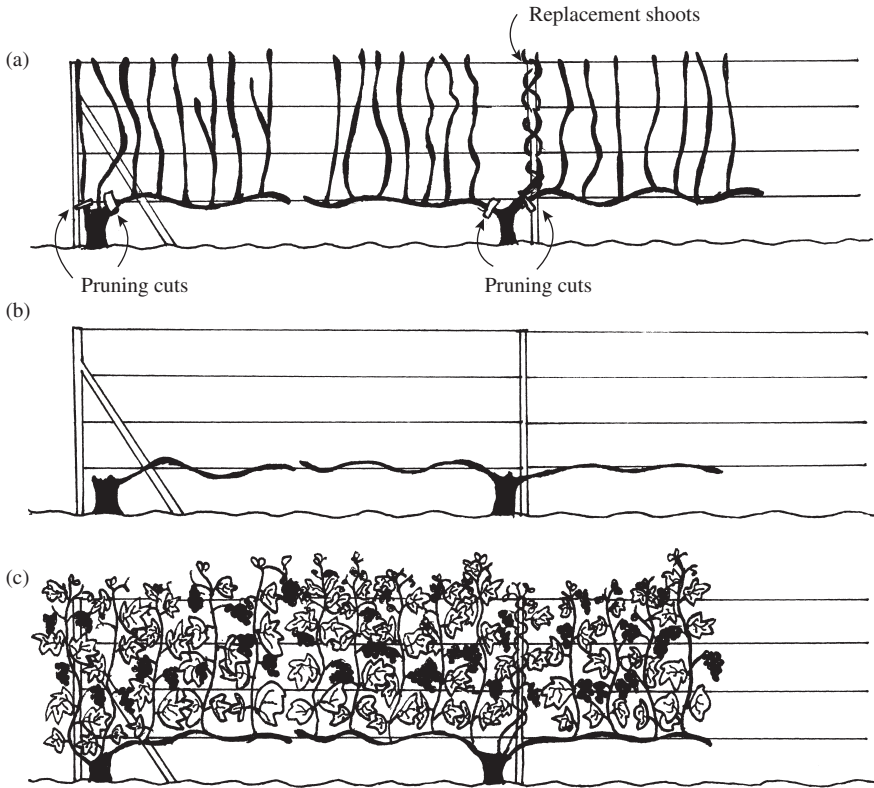 Replacement shoots
(a)
Pruning cuts
Pruning cuts
(b)
(c)